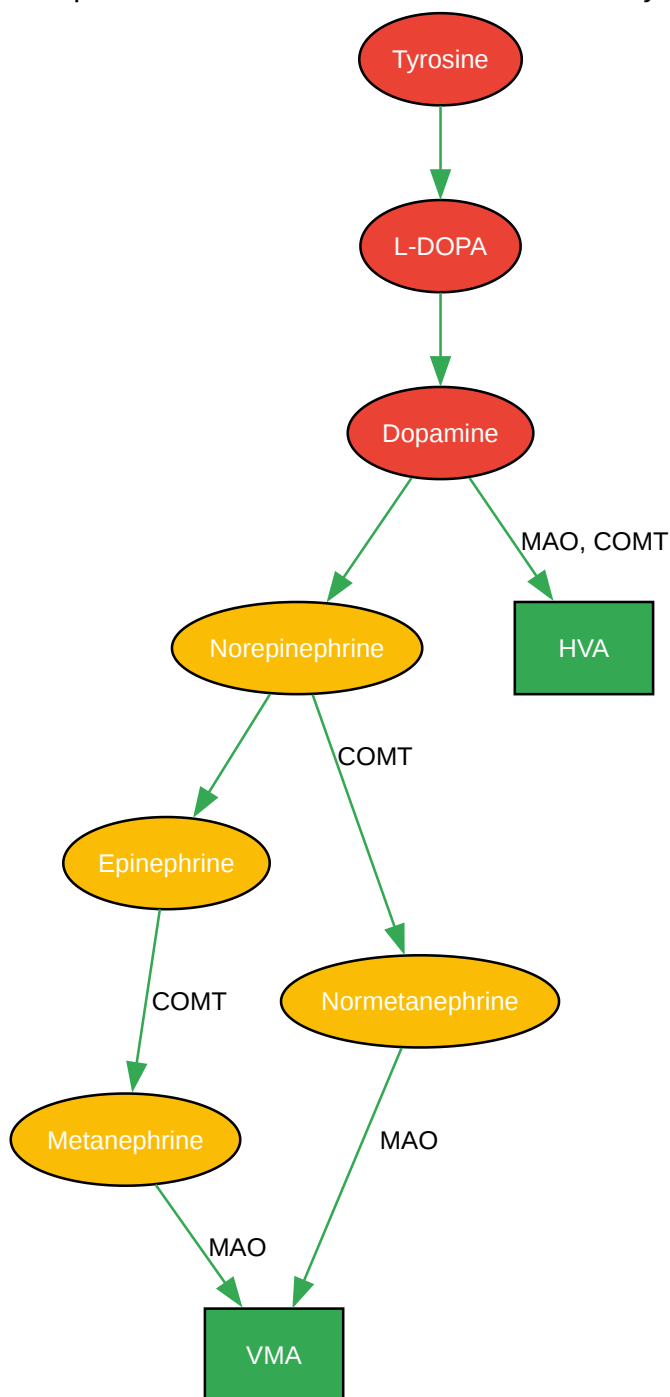 Tyrosine
L-DOPA
Dopamine
MAO, COMT
Norepinephrine
HVA
COMT
Epinephrine
COMT
Normetanephrine
Metanephrine
MAO
MAO
VMA